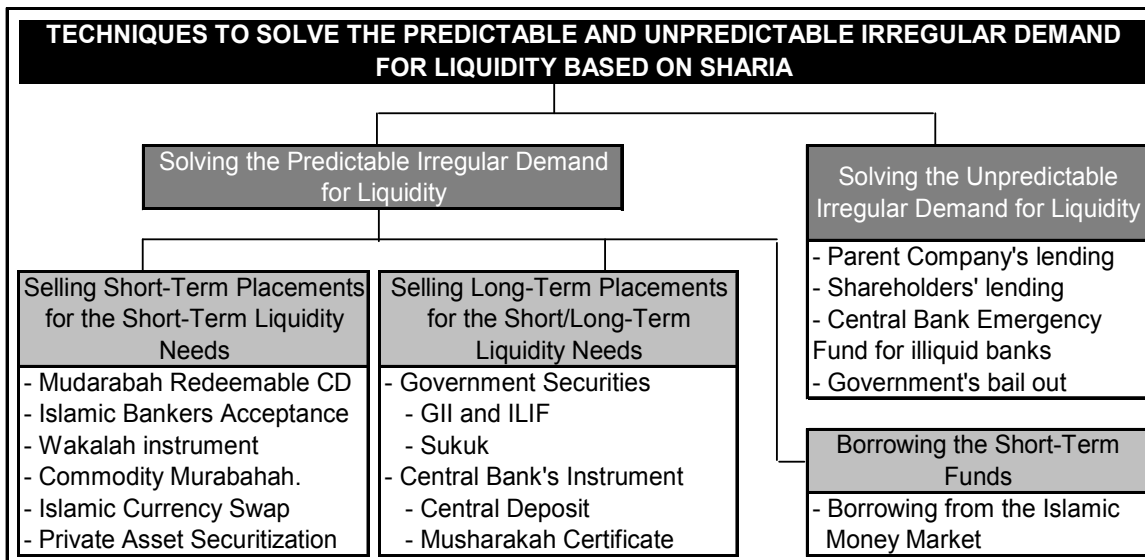 TECHNIQUES TO SOLVE THE PREDICTABLE AND UNPREDICTABLE IRREGULAR DEMAND
FOR LIQUIDITY BASED ON SHARIA
Solving the Predictable Irregular Demand
for Liquidity
Solving the Unpredictable
Irregular Demand for Liquidity
- Parent Company's lending
- Shareholders' lending
- Central Bank Emergency
Fund for illiquid banks
- Government's bail out
Selling Short-Term Placements
for the Short-Term Liquidity
Needs
- Mudarabah Redeemable CD
- Islamic Bankers Acceptance
- Wakalah instrument
- Commodity Murabahah.
- Islamic Currency Swap
- Private Asset Securitization
Selling Long-Term Placements
for the Short/Long-Term
Liquidity Needs
- Government Securities
- GII and ILIF
- Sukuk
- Central Bank's Instrument
- Central Deposit
- Musharakah Certificate
Borrowing the Short-Term
Funds
- Borrowing from the Islamic
Money Market